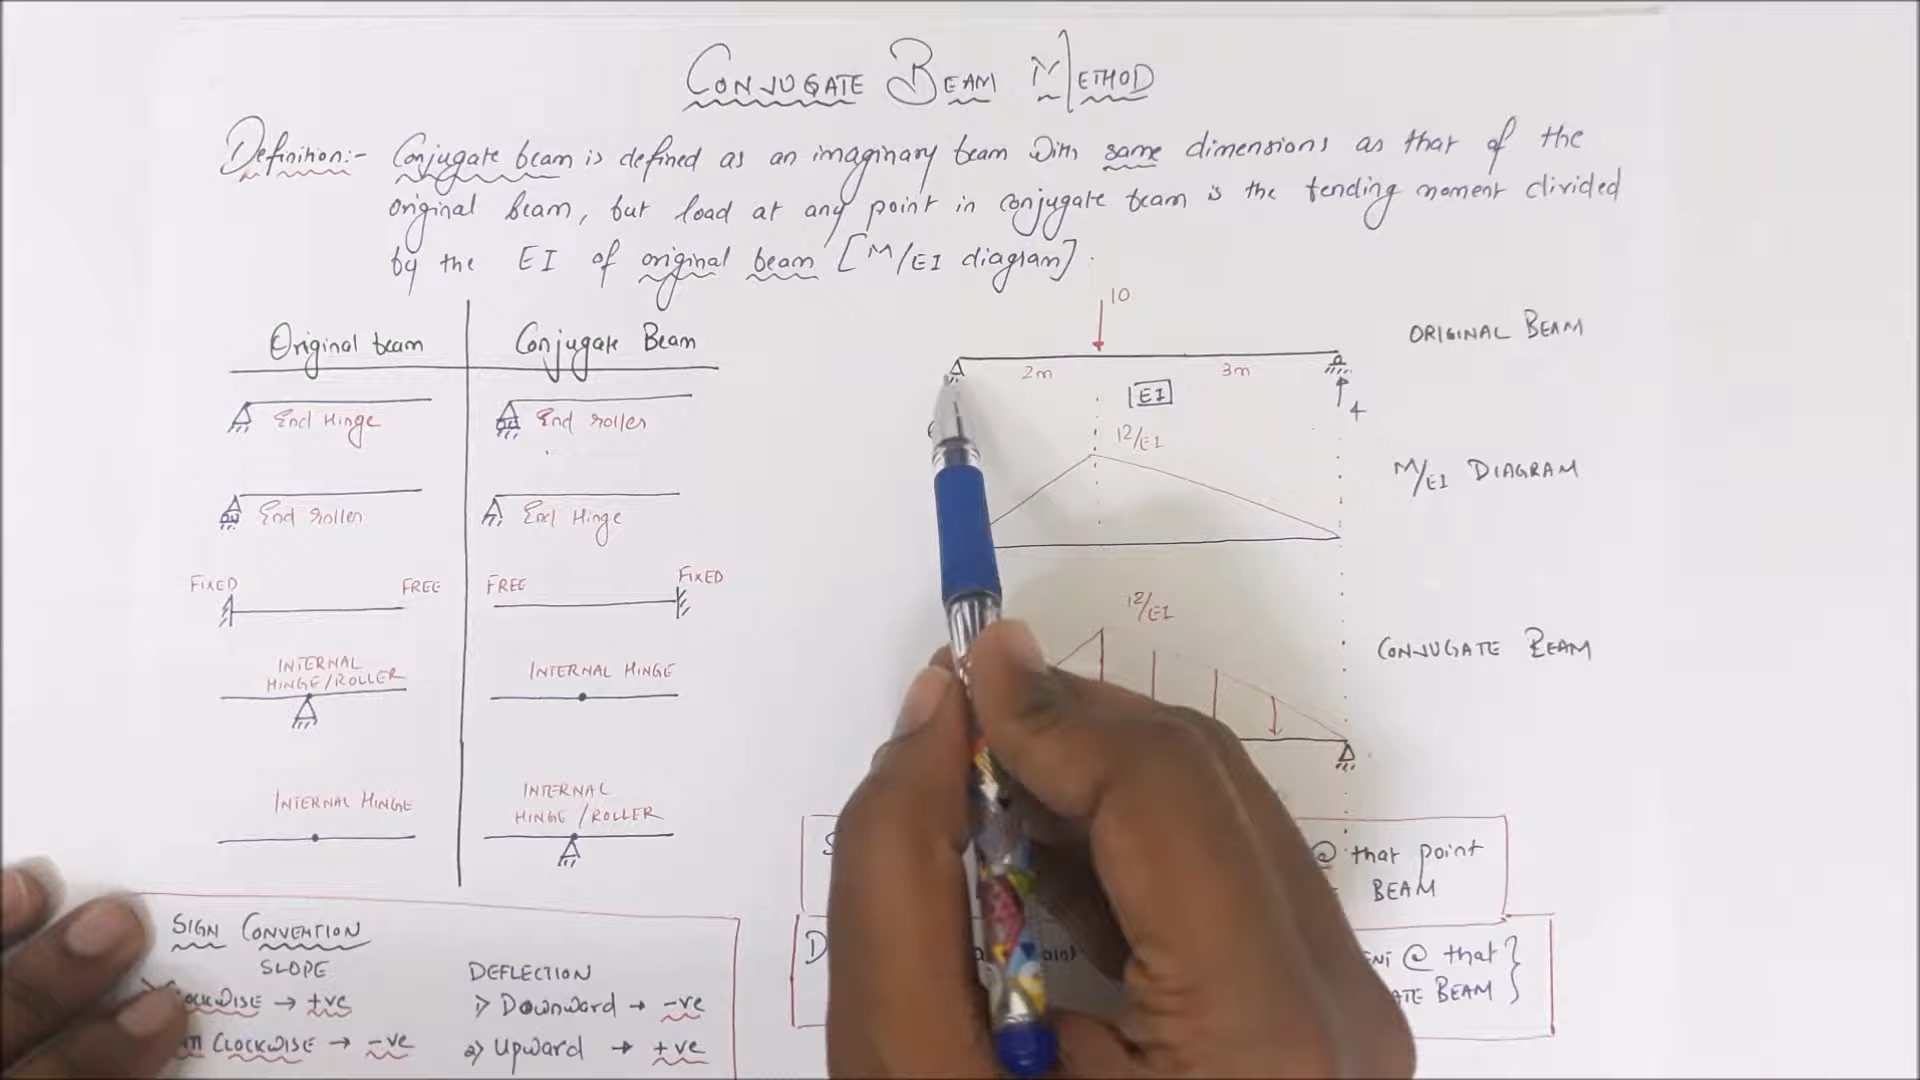 CONJUGATE BEAM METHOD
Definition:- Conjugate beam is defined as an imaginary beam with same dimensions as that of the
original beam, but load at any point in conjugate beam is the bending moment divided
by the EI of original beam [M/EI diagram].
Original beam
Conjugate Beam
End Hinge
End roller
End roller
End Hinge
FIXED
FREE
FREE
FIXED
INTERNAL
HINGE/ROLLER
INTERNAL HINGE
INTERNAL HINGE
INTERNAL
HINGE/ROLLER
SIGN CONVENTION
SLOPE
CLOCKWISE → +ve
CLOCKWISE → -ve
DEFLECTION
1) Downward → -ve
2) Upward → +ve
10
2m
3m
EI
4
ORIGINAL BEAM
12/EI
M/EI DIAGRAM
12/EI
CONJUGATE BEAM
@ that point
BEAM
@ that
BEAM